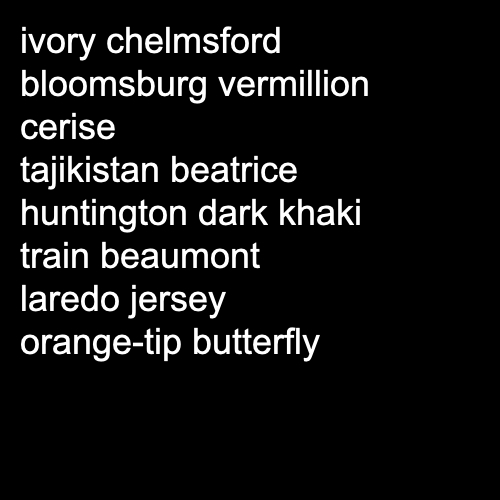 ivory chelmsford
bloomsburg vermillion
cerise
tajikistan beatrice
huntington dark khaki
train beaumont
laredo jersey
orange-tip butterfly